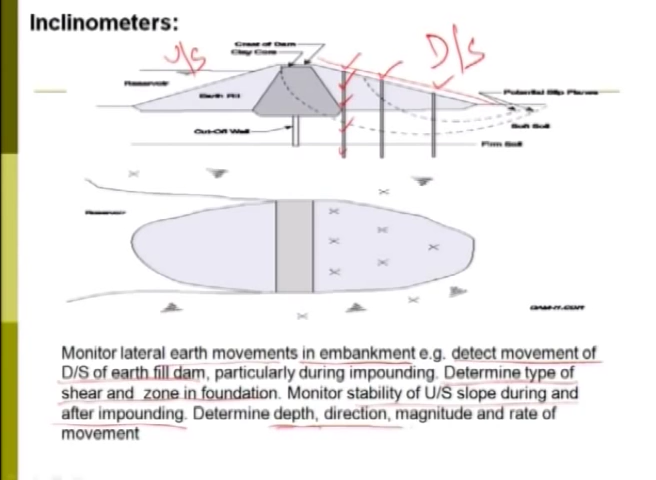 Inclinometers:
U/S
D/S
Crest of Dam
Clay Core
Reservoir
Earth Fill
Potential Slip Planes
Soft Soil
Cut-Off Wall
Firm Soil
Reservoir
Monitor lateral earth movements in embankment e.g. detect movement of
D/S of earth fill dam, particularly during impounding. Determine type of
shear and zone in foundation. Monitor stability of U/S slope during and
after impounding. Determine depth, direction, magnitude and rate of
movement